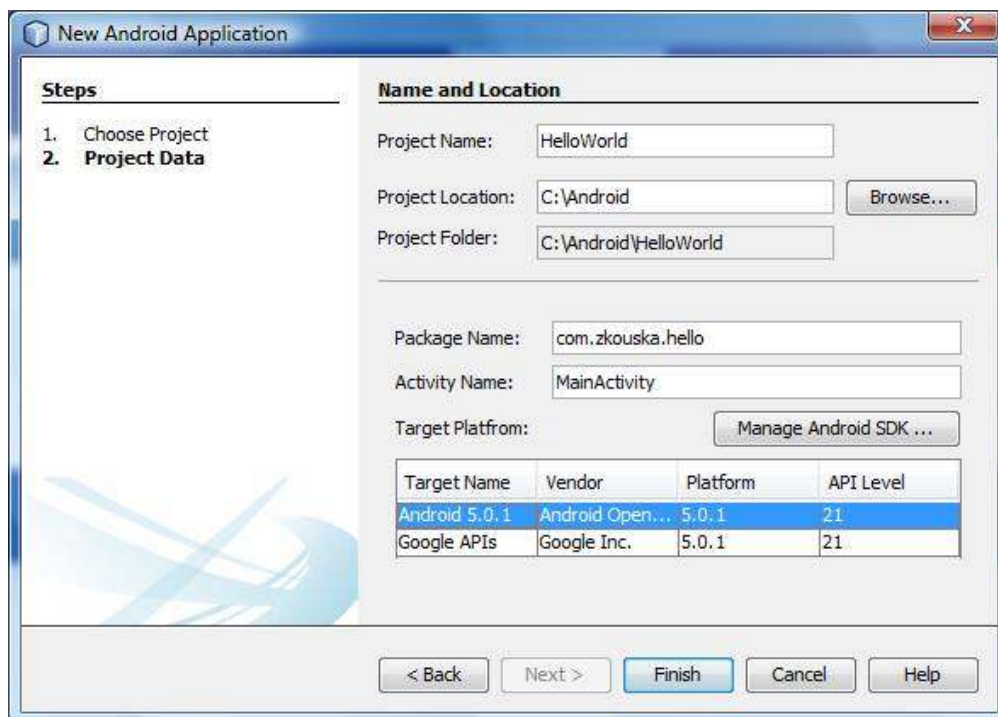 New Android Application
Steps
1. Choose Project
2. Project Data
Name and Location
Project Name: HelloWorld
Project Location: C:\Android Browse...
Project Folder: C:\Android\HelloWorld
Package Name: com.zkouska.hello
Activity Name: MainActivity
Target Platfrom: Manage Android SDK ...
Target Name Vendor Platform API Level
Android 5.0.1 Android Open... 5.0.1 21
Google APIs Google Inc. 5.0.1 21
< Back Next > Finish Cancel Help